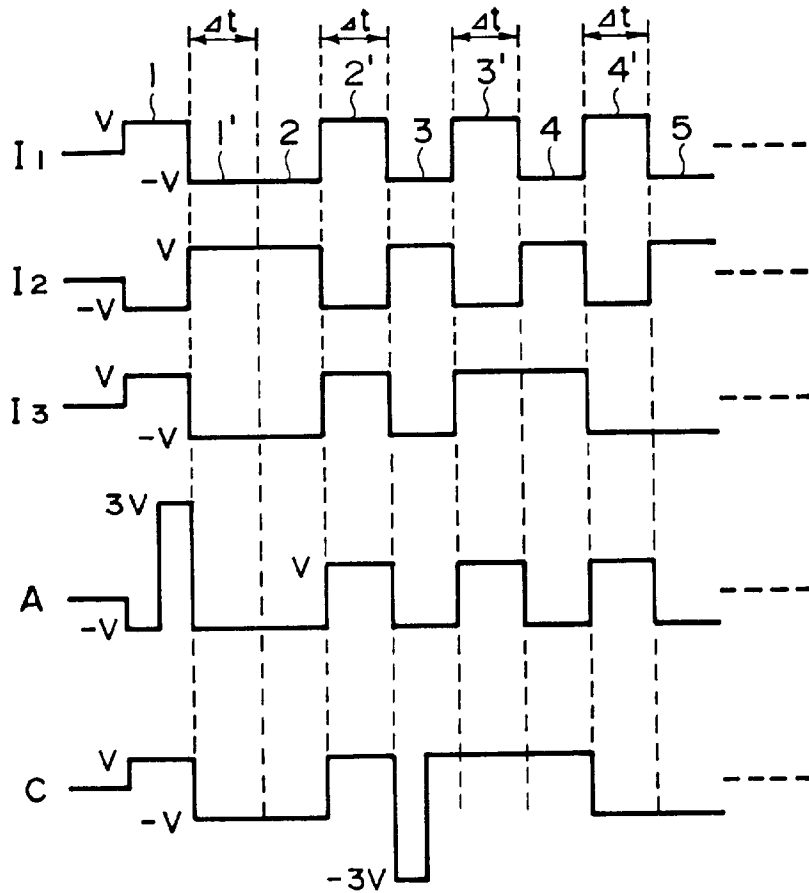 Δt Δt Δt Δt
1 2' 3' 4'
V 1' 2 3 4 5
I1
-V
V
I2
-V
V
I3
-V
3V
V
A
-V
V
C
-V
-3V